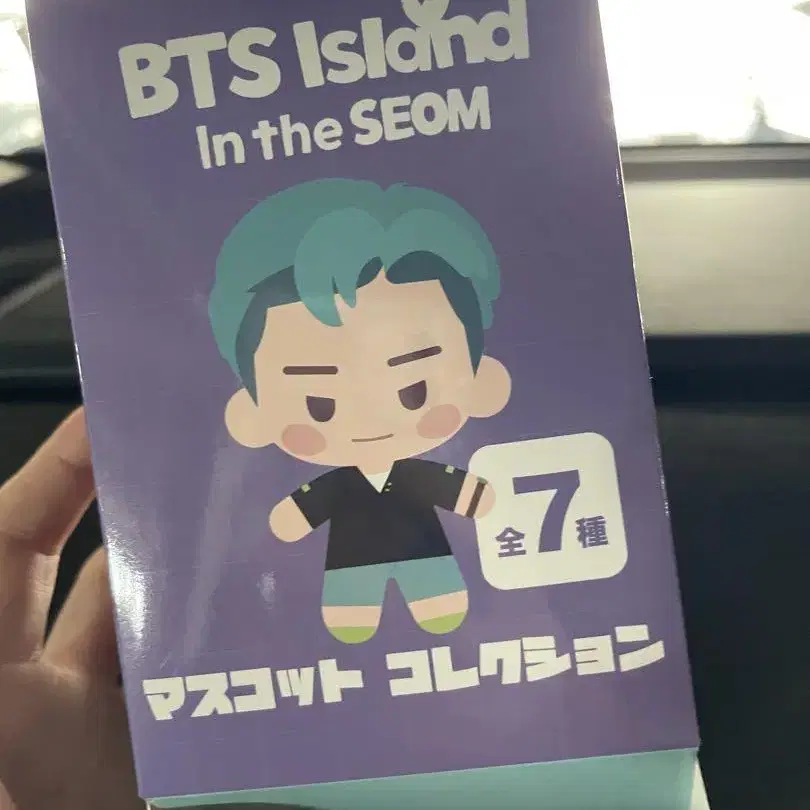 BTS Island
In the SEOM
全7種
マスコット コレクション